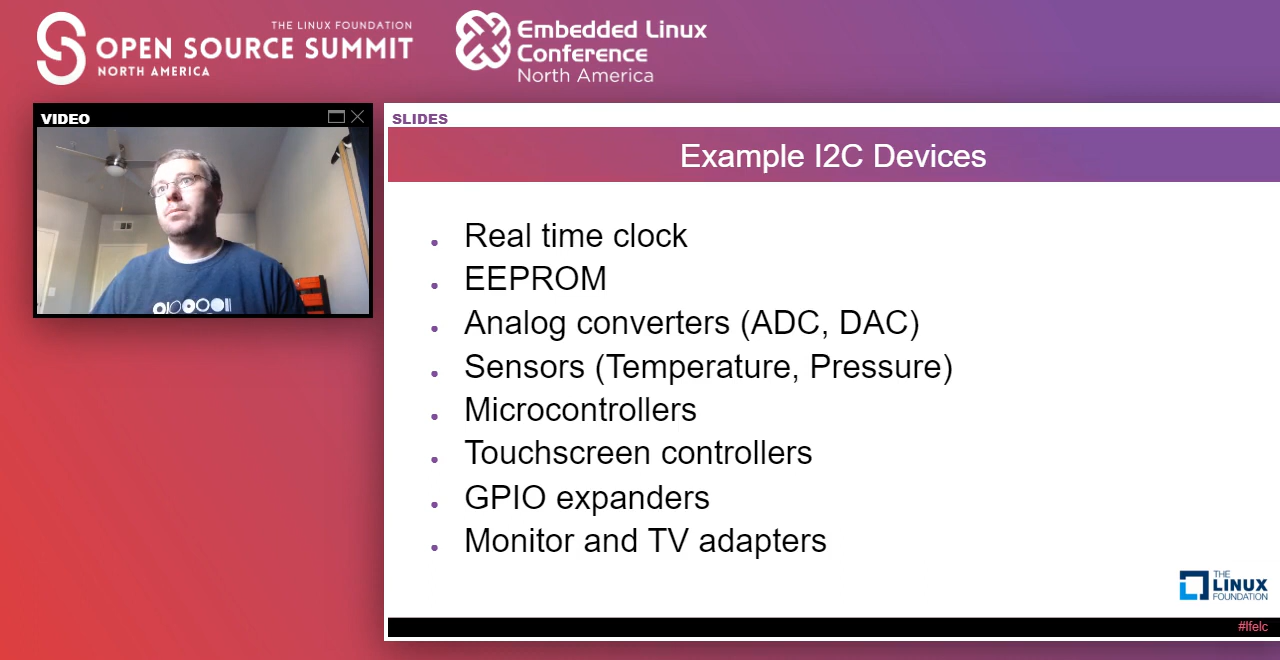 THE LINUX FOUNDATION
OPEN SOURCE SUMMIT
NORTH AMERICA
Embedded Linux
Conference
North America
VIDEO
SLIDES
Example I2C Devices
Real time clock
EEPROM
Analog converters (ADC, DAC)
Sensors (Temperature, Pressure)
Microcontrollers
Touchscreen controllers
GPIO expanders
Monitor and TV adapters
THE
LINUX
FOUNDATION
#lfelc